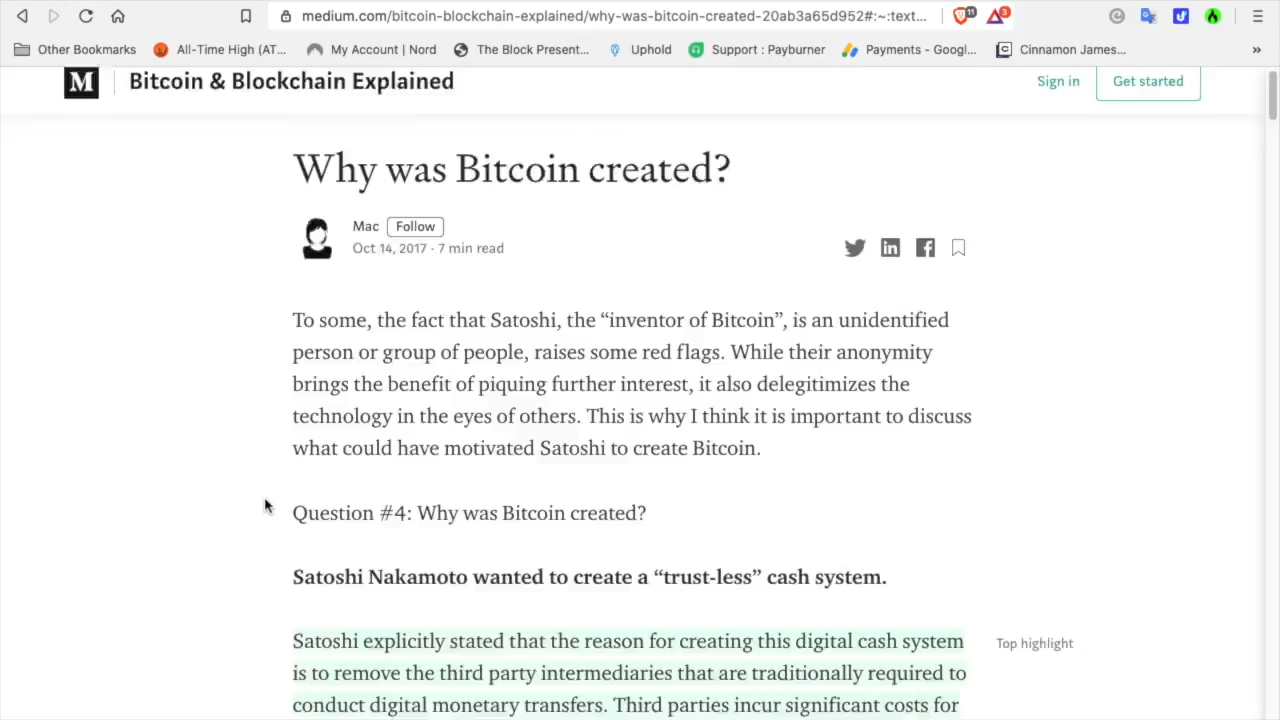 medium.com/bitcoin-blockchain-explained/why-was-bitcoin-created-20ab3a65d952#:~:text...
11
3
Other Bookmarks
All-Time High (AT...
My Account | Nord
The Block Present...
Uphold
Support : Payburner
Payments - Googl...
Cinnamon James...
»
M
Bitcoin & Blockchain Explained
Sign in
Get started
Why was Bitcoin created?
Mac
Follow
Oct 14, 2017 · 7 min read
To some, the fact that Satoshi, the “inventor of Bitcoin”, is an unidentified
person or group of people, raises some red flags. While their anonymity
brings the benefit of piquing further interest, it also delegitimizes the
technology in the eyes of others. This is why I think it is important to discuss
what could have motivated Satoshi to create Bitcoin.
Question #4: Why was Bitcoin created?
Satoshi Nakamoto wanted to create a “trust-less” cash system.
Satoshi explicitly stated that the reason for creating this digital cash system
Top highlight
is to remove the third party intermediaries that are traditionally required to
conduct digital monetary transfers. Third parties incur significant costs for